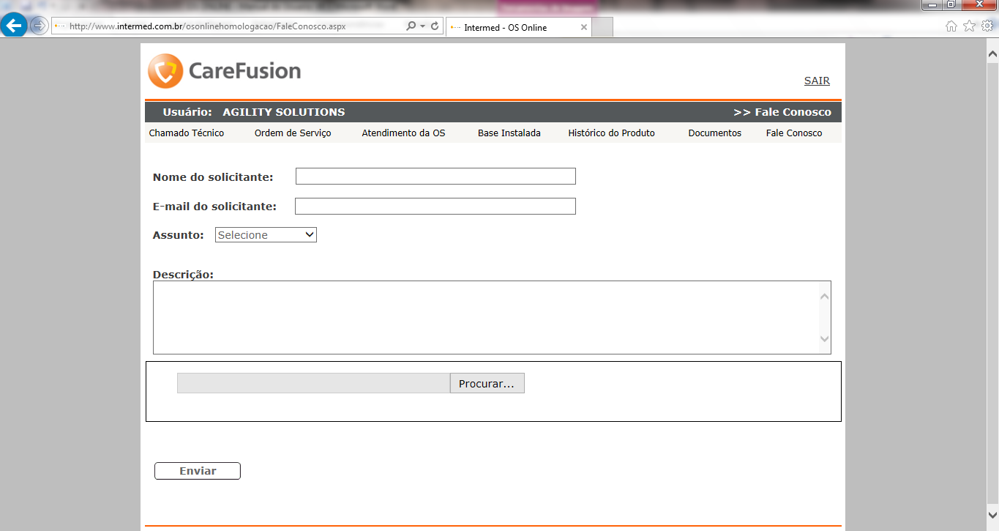 http://www.intermed.com.br/osonlinehomologacao/FaleConosco.aspx
Intermed - OS Online
CareFusion
SAIR
Usuário: AGILITY SOLUTIONS >> Fale Conosco
Chamado Técnico Ordem de Serviço Atendimento da OS Base Instalada Histórico do Produto Documentos Fale Conosco
Nome do solicitante:
E-mail do solicitante:
Assunto: Selecione
Descrição:
Procurar...
Enviar